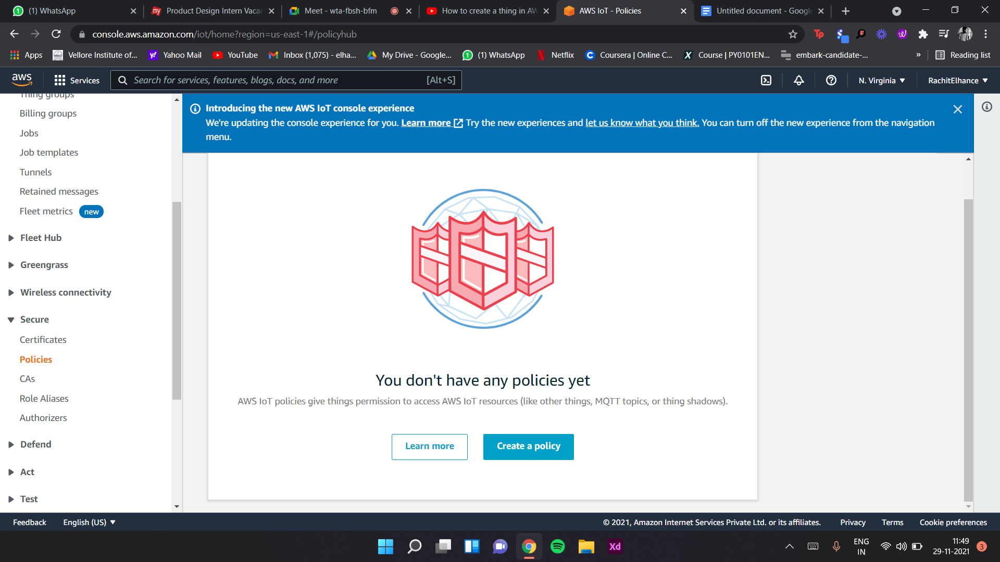 (1) WhatsApp
Product Design Intern Vacar
Meet - wta-fbsh-bfm
How to create a thing in AW
AWS IoT - Policies
Untitled document - Google
console.aws.amazon.com/iot/home?region=us-east-1#/policyhub
Apps
Vellore Institute of...
Yahoo Mail
YouTube
Inbox (1,075) - elha...
My Drive - Google...
(1) WhatsApp
Netflix
Coursera | Online C...
Course | PY0101EN...
embark-candidate-...
»
Reading list
aws
Services
Search for services, features, blogs, docs, and more
[Alt+S]
N. Virginia
RachitElhance
Thing groups
Billing groups
Jobs
Job templates
Tunnels
Retained messages
Fleet metrics new
Fleet Hub
Greengrass
Wireless connectivity
Secure
Certificates
Policies
CAs
Role Aliases
Authorizers
Defend
Act
Test
Introducing the new AWS IoT console experience
We're updating the console experience for you. Learn more Try the new experiences and let us know what you think. You can turn off the new experience from the navigation
menu.
You don't have any policies yet
AWS IoT policies give things permission to access AWS IoT resources (like other things, MQTT topics, or thing shadows).
Learn more
Create a policy
Feedback
English (US)
© 2021, Amazon Internet Services Private Ltd. or its affiliates.
Privacy
Terms
Cookie preferences
Xd
ENG
IN
11:49
29-11-2021
3